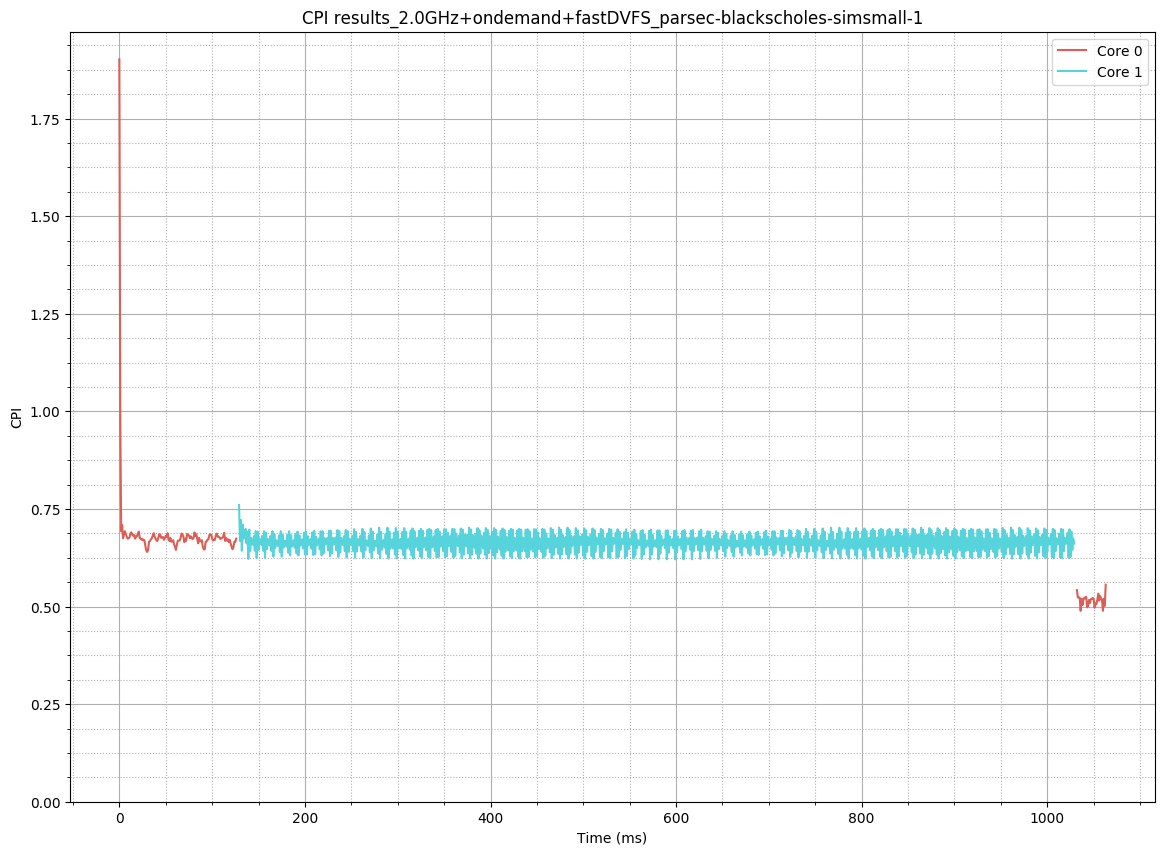 CPI results_2.0GHz+ondemand+fastDVFS_parsec-blackscholes-simsmall-1
Core 0
Core 1
1.75
1.50
1.25
1.00
0.75
0.50
0.25
0.00
CPI
0 200 400 600 800 1000
Time (ms)